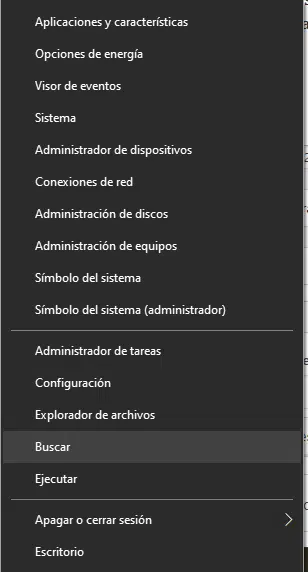 Aplicaciones y características
Opciones de energía
Visor de eventos
Sistema
Administrador de dispositivos
Conexiones de red
Administración de discos
Administración de equipos
Símbolo del sistema
Símbolo del sistema (administrador)
Administrador de tareas
Configuración
Explorador de archivos
Buscar
Ejecutar
Apagar o cerrar sesión
Escritorio